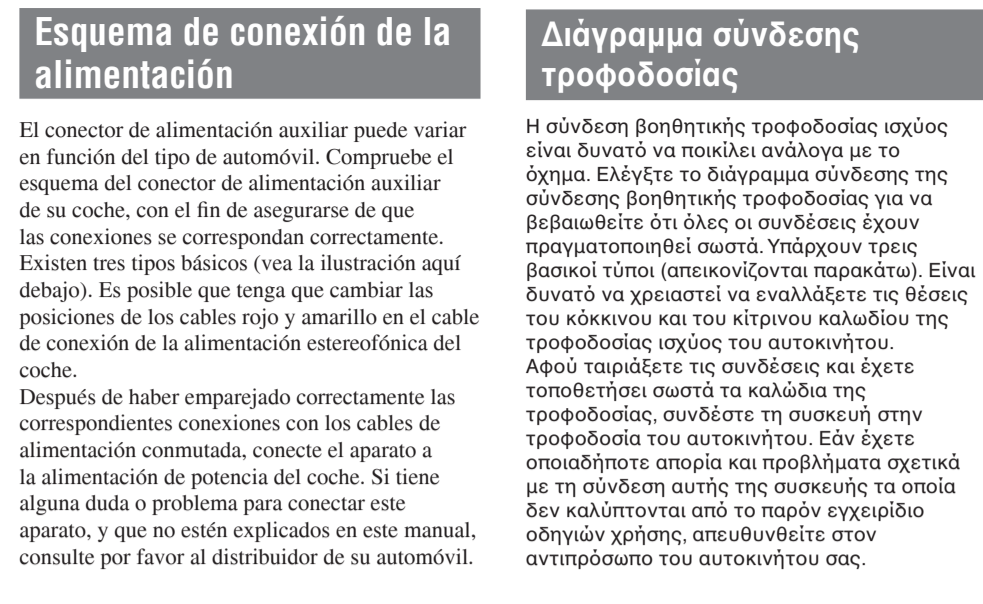 Esquema de conexión de la
alimentación
El conector de alimentación auxiliar puede variar
en función del tipo de automóvil. Compruebe el
esquema del conector de alimentación auxiliar
de su coche, con el fin de asegurarse de que
las conexiones se correspondan correctamente.
Existen tres tipos básicos (vea la ilustración aquí
debajo). Es posible que tenga que cambiar las
posiciones de los cables rojo y amarillo en el cable
de conexión de la alimentación estereofónica del
coche.
Después de haber emparejado correctamente las
correspondientes conexiones con los cables de
alimentación conmutada, conecte el aparato a
la alimentación de potencia del coche. Si tiene
alguna duda o problema para conectar este
aparato, y que no estén explicados en este manual,
consulte por favor al distribuidor de su automóvil.
Διάγραμμα σύνδεσης
τροφοδοσίας
Η σύνδεση βοηθητικής τροφοδοσίας ισχύος
είναι δυνατό να ποικίλει ανάλογα με το
όχημα. Ελέγξτε το διάγραμμα σύνδεσης της
σύνδεσης βοηθητικής τροφοδοσίας για να
βεβαιωθείτε ότι όλες οι συνδέσεις έχουν
πραγματοποιηθεί σωστά. Υπάρχουν τρεις
βασικοί τύποι (απεικονίζονται παρακάτω). Είναι
δυνατό να χρειαστεί να εναλλάξετε τις θέσεις
του κόκκινου και του κίτρινου καλωδίου της
τροφοδοσίας ισχύος του αυτοκινήτου.
Αφού ταιριάξετε τις συνδέσεις και έχετε
τοποθετήσει σωστά τα καλώδια της
τροφοδοσίας, συνδέστε τη συσκευή στην
τροφοδοσία του αυτοκινήτου. Εάν έχετε
οποιαδήποτε απορία και προβλήματα σχετικά
με τη σύνδεση αυτής της συσκευής τα οποία
δεν καλύπτονται από το παρόν εγχειρίδιο
οδηγιών χρήσης, απευθυνθείτε στον
αντιπρόσωπο του αυτοκινήτου σας.